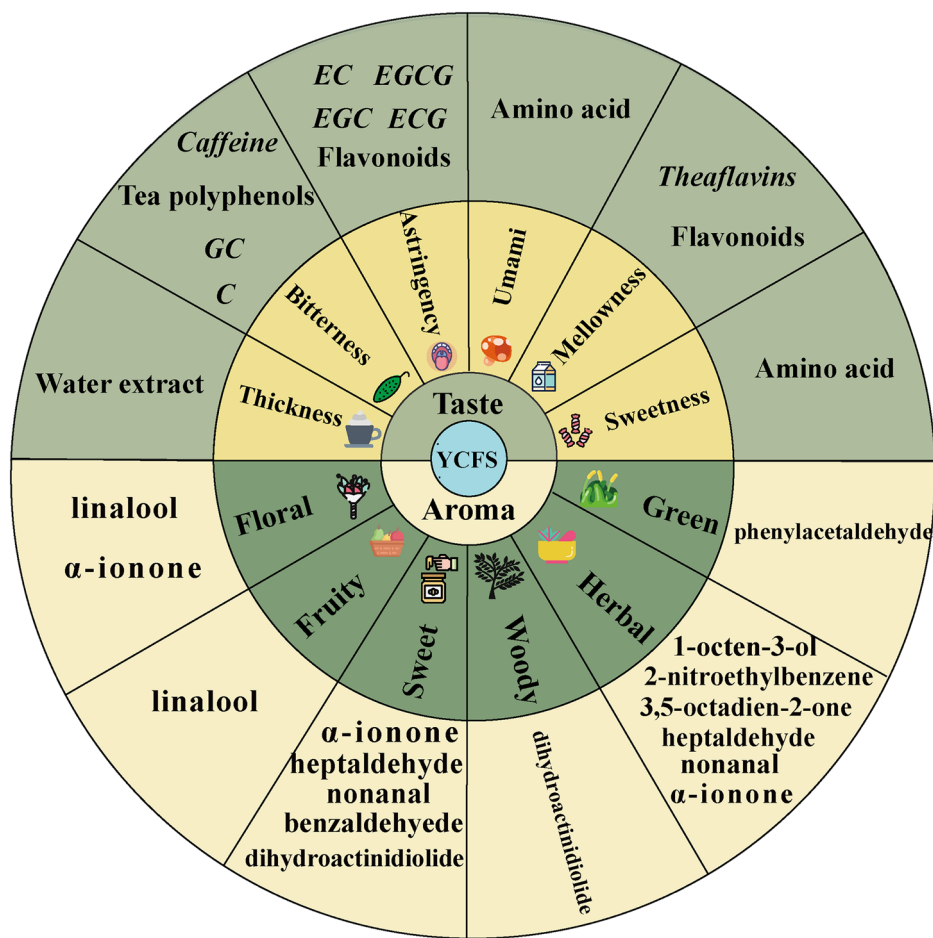 EC EGCG
EGC ECG
Flavonoids
Amino acid
Caffeine
Tea polyphenols
GC
C
Theaflavins
Flavonoids
Water extract
Amino acid
Thickness
Bitterness
Astringency
Umami
Mellowness
Sweetness
Taste
YCFS
Aroma
Floral
Fruity
Sweet
Woody
Herbal
Green
linalool
α-ionone
linalool
α-ionone
heptaldehyde
nonanal
benzaldehyede
dihydroactinidiolide
dihydroactinidiolide
1-octen-3-ol
2-nitroethylbenzene
3,5-octadien-2-one
heptaldehyde
nonanal
α-ionone
phenylacetaldehyde